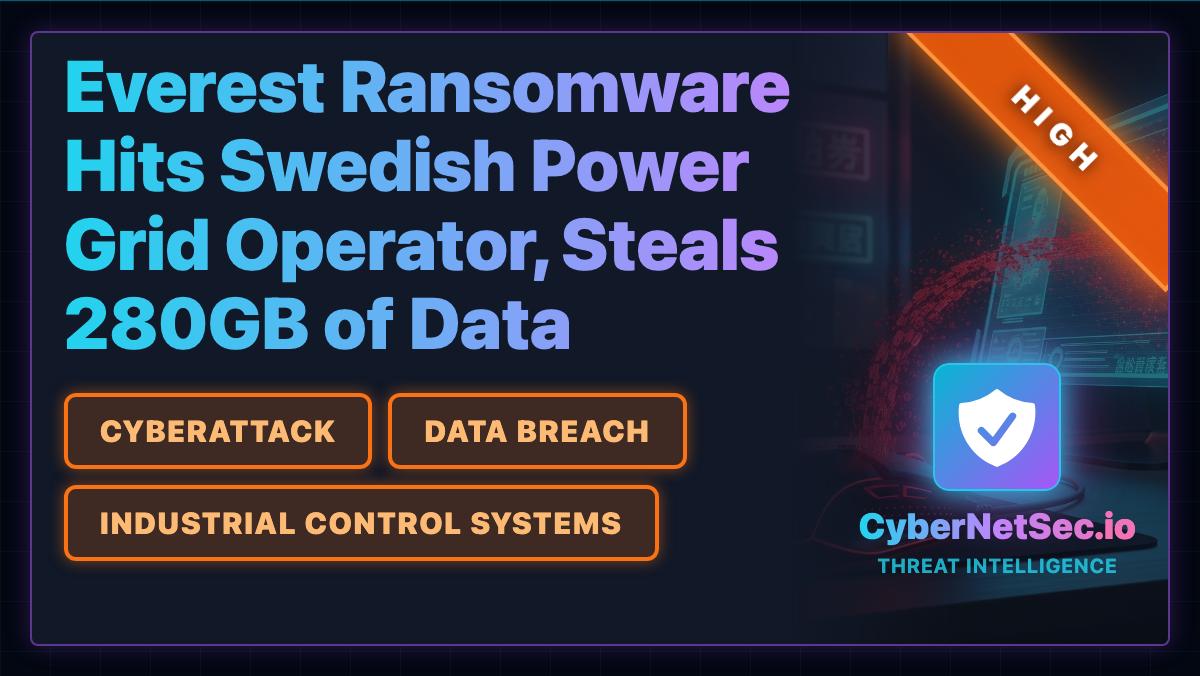 Everest Ransomware
Hits Swedish Power
Grid Operator, Steals
280GB of Data
CYBERATTACK
DATA BREACH
INDUSTRIAL CONTROL SYSTEMS
HIGH
CyberNetSec.io
THREAT INTELLIGENCE